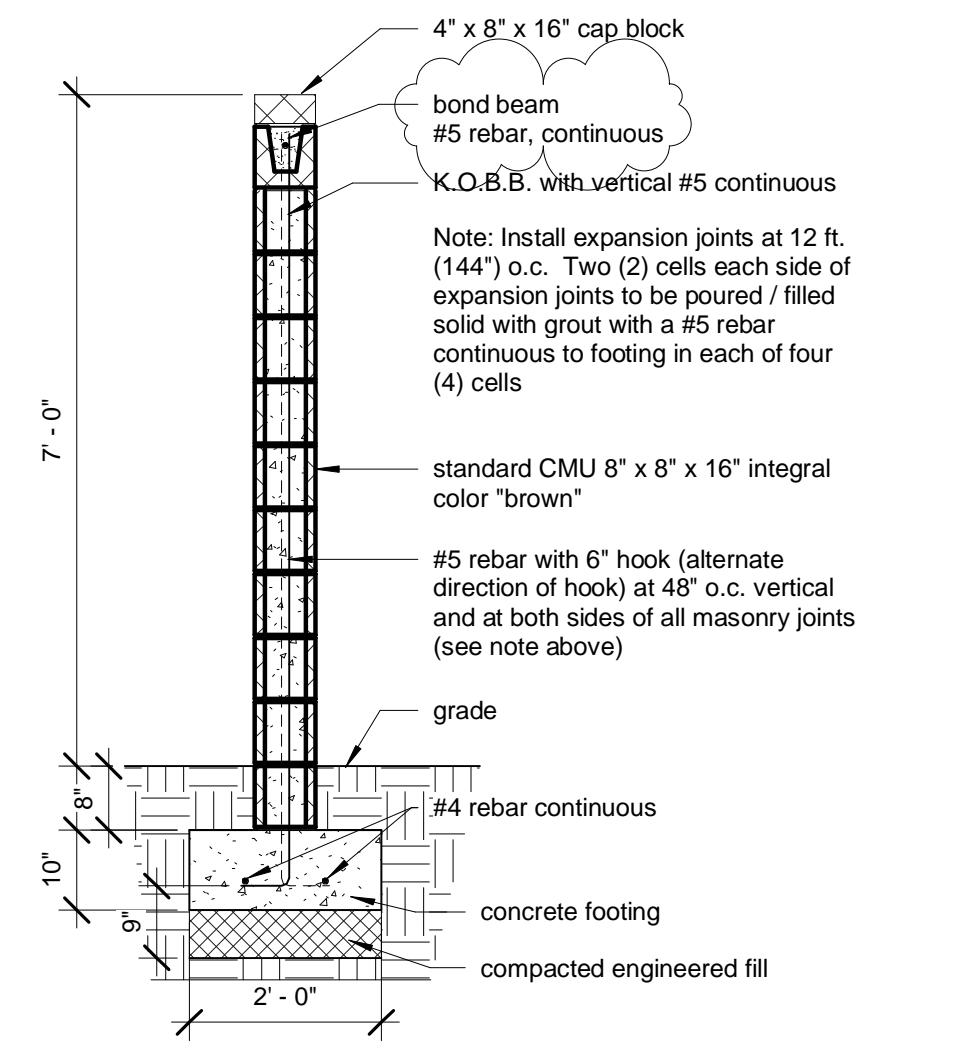 4" x 8" x 16" cap block
bond beam
#5 rebar, continuous
K.O.B.B. with vertical #5 continuous
Note: Install expansion joints at 12 ft.
(144") o.c. Two (2) cells each side of
expansion joints to be poured / filled
solid with grout with a #5 rebar
continuous to footing in each of four
(4) cells
7' - 0"
standard CMU 8" x 8" x 16" integral
color "brown"
#5 rebar with 6" hook (alternate
direction of hook) at 48" o.c. vertical
and at both sides of all masonry joints
(see note above)
grade
8"
#4 rebar continuous
10"
9"
concrete footing
compacted engineered fill
2' - 0"